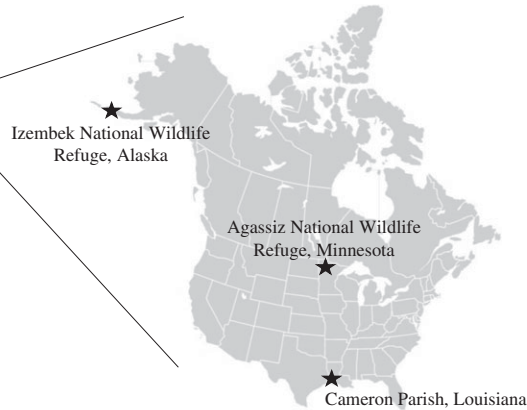 Izembek National Wildlife
Refuge, Alaska
Agassiz National Wildlife
Refuge, Minnesota
Cameron Parish, Louisiana